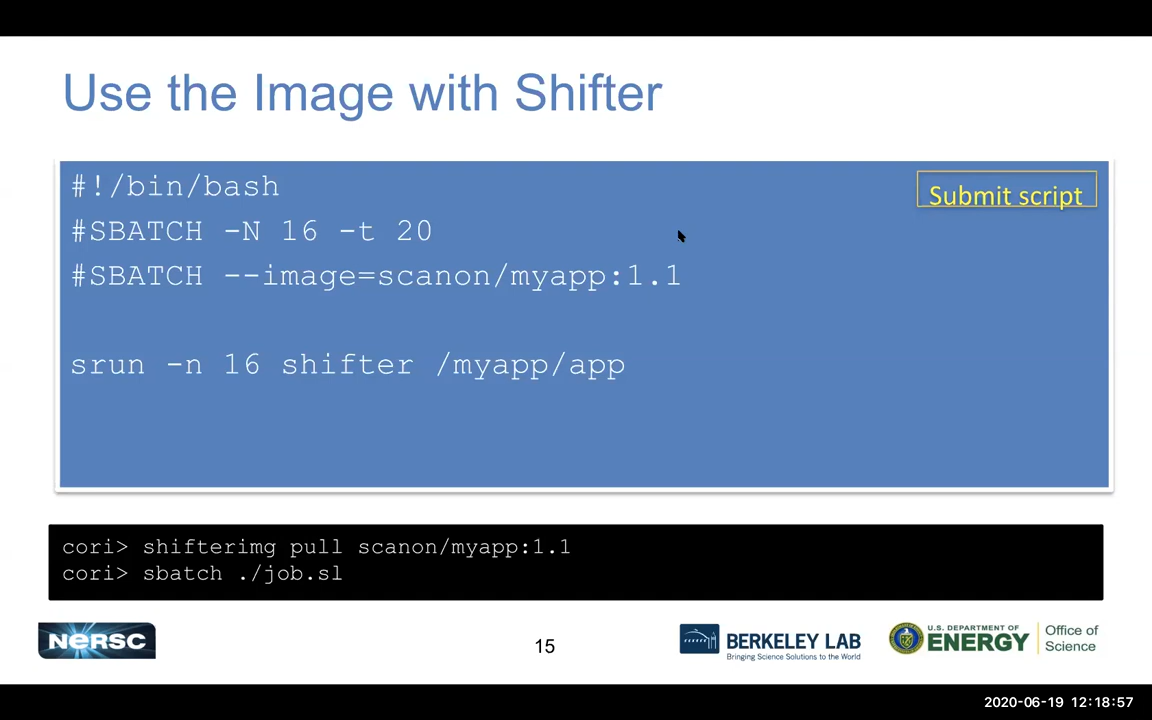 Use the Image with Shifter
#!/bin/bash
Submit script
#SBATCH -N 16 -t 20
#SBATCH --image=scanon/myapp:1.1
srun -n 16 shifter /myapp/app
cori> shifterimg pull scanon/myapp:1.1
cori> sbatch ./job.sl
NERSC
15
BERKELEY LAB
Bringing Science Solutions to the World
U.S. DEPARTMENT OF
ENERGY
Office of
Science
2020-06-19 12:18:57